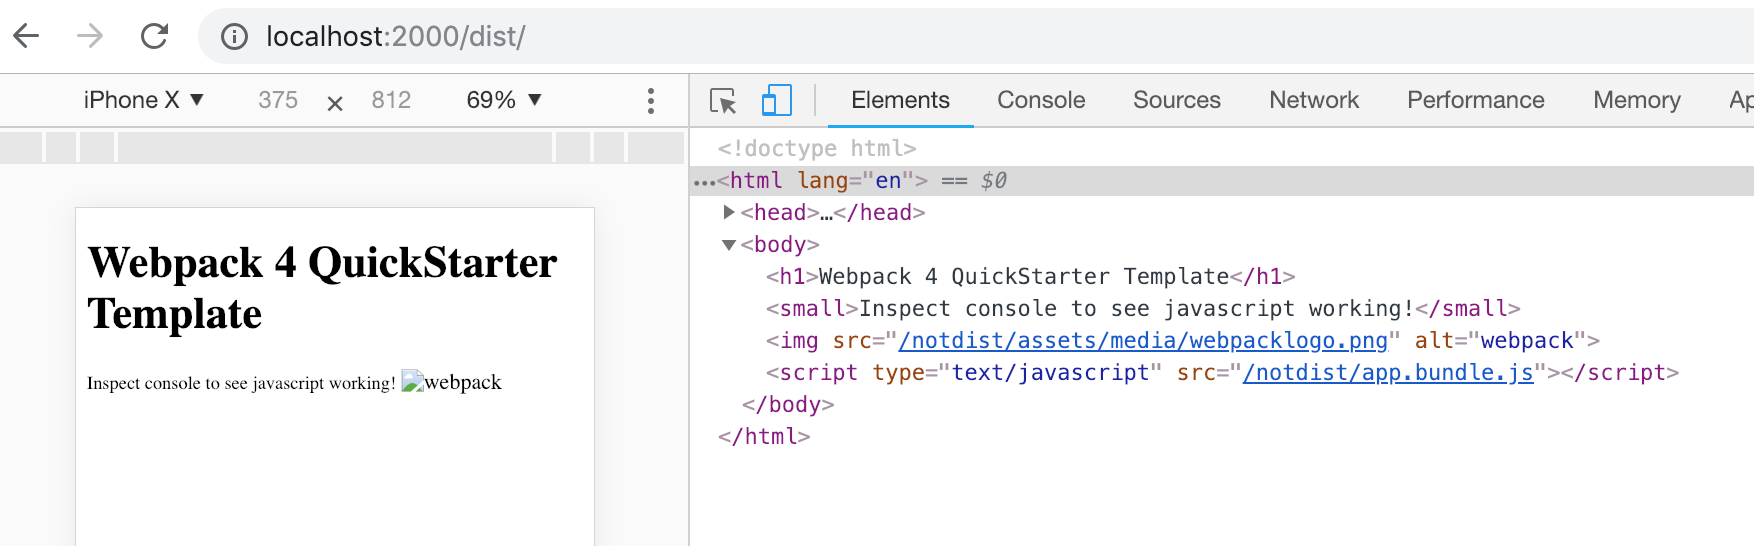 localhost:2000/dist/
iPhone X ▼ 375 × 812 69% ▼
Elements Console Sources Network Performance Memory Ap
<!doctype html>
…<html lang="en"> == $0
<head>…</head>
<body>
<h1>Webpack 4 QuickStarter Template</h1>
<small>Inspect console to see javascript working!</small>
<img src="/notdist/assets/media/webpacklogo.png" alt="webpack">
<script type="text/javascript" src="/notdist/app.bundle.js"></script>
</body>
</html>
Webpack 4 QuickStarter
Template
Inspect console to see javascript working! webpack